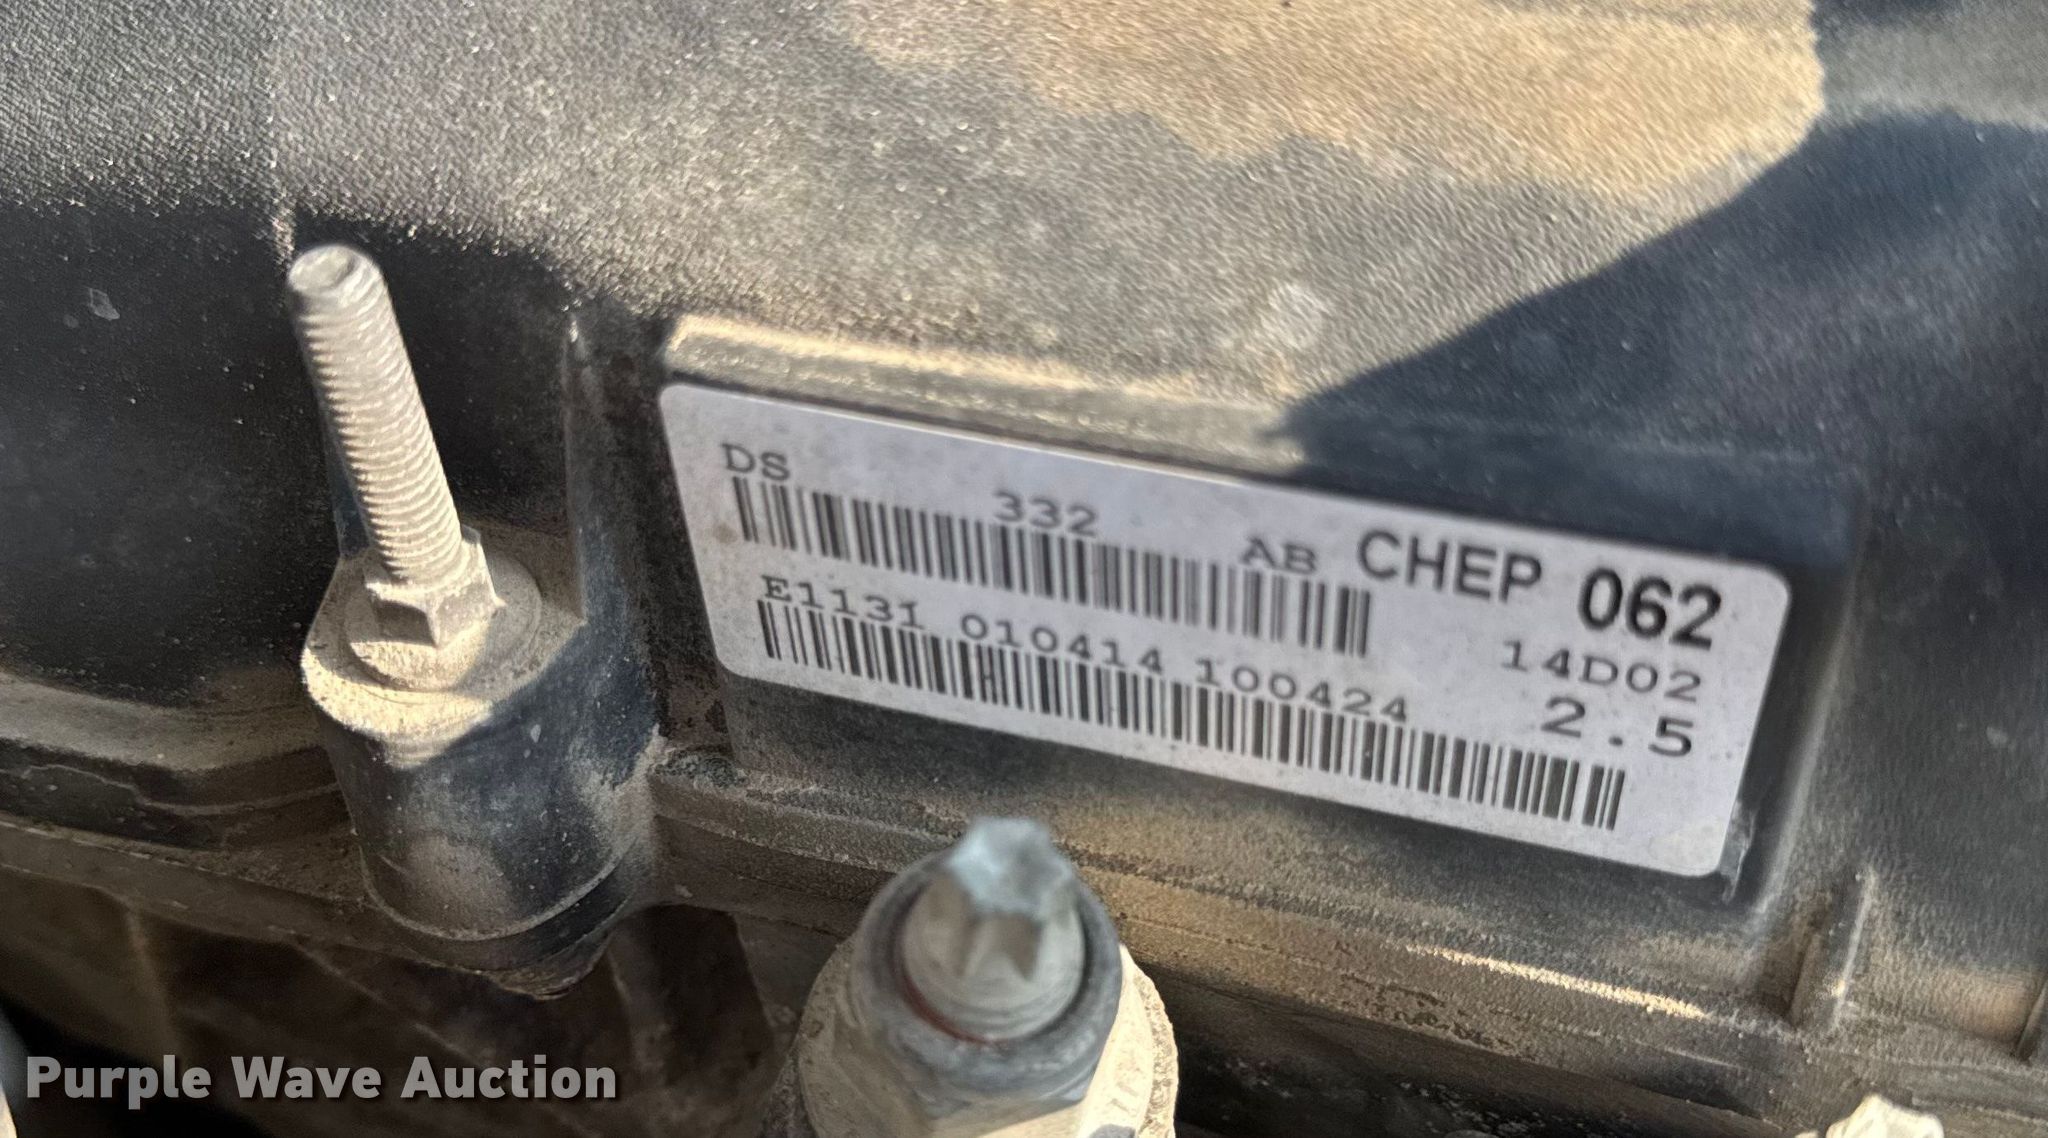 DS 332 AB CHEP 062
E1131 010414 100424 14D02
2.5
Purple Wave Auction